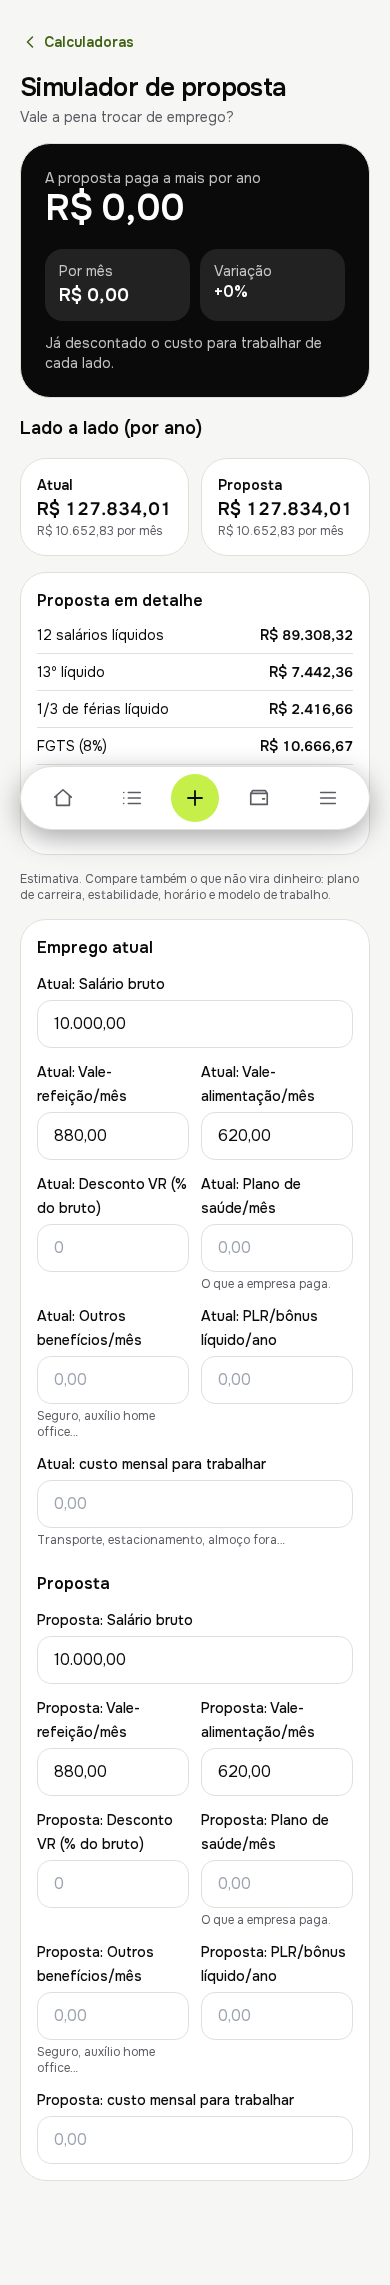 Calculadoras
Simulador de proposta
Vale a pena trocar de emprego?
A proposta paga a mais por ano
R$ 0,00
Por mês
R$ 0,00
Variação
+0%
Já descontado o custo para trabalhar de
cada lado.
Lado a lado (por ano)
Atual
R$ 127.834,01
R$ 10.652,83 por mês
Proposta
R$ 127.834,01
R$ 10.652,83 por mês
Proposta em detalhe
12 salários líquidos R$ 89.308,32
13º líquido R$ 7.442,36
1/3 de férias líquido R$ 2.416,66
FGTS (8%) R$ 10.666,67
Estimativa. Compare também o que não vira dinheiro: plano
de carreira, estabilidade, horário e modelo de trabalho.
Emprego atual
Atual: Salário bruto
10.000,00
Atual: Vale-
refeição/mês
880,00
Atual: Vale-
alimentação/mês
620,00
Atual: Desconto VR (%
do bruto)
0
Atual: Plano de
saúde/mês
0,00
O que a empresa paga.
Atual: Outros
benefícios/mês
0,00
Seguro, auxílio home
office...
Atual: PLR/bônus
líquido/ano
0,00
Atual: custo mensal para trabalhar
0,00
Transporte, estacionamento, almoço fora...
Proposta
Proposta: Salário bruto
10.000,00
Proposta: Vale-
refeição/mês
880,00
Proposta: Vale-
alimentação/mês
620,00
Proposta: Desconto
VR (% do bruto)
0
Proposta: Plano de
saúde/mês
0,00
O que a empresa paga.
Proposta: Outros
benefícios/mês
0,00
Seguro, auxílio home
office...
Proposta: PLR/bônus
líquido/ano
0,00
Proposta: custo mensal para trabalhar
0,00